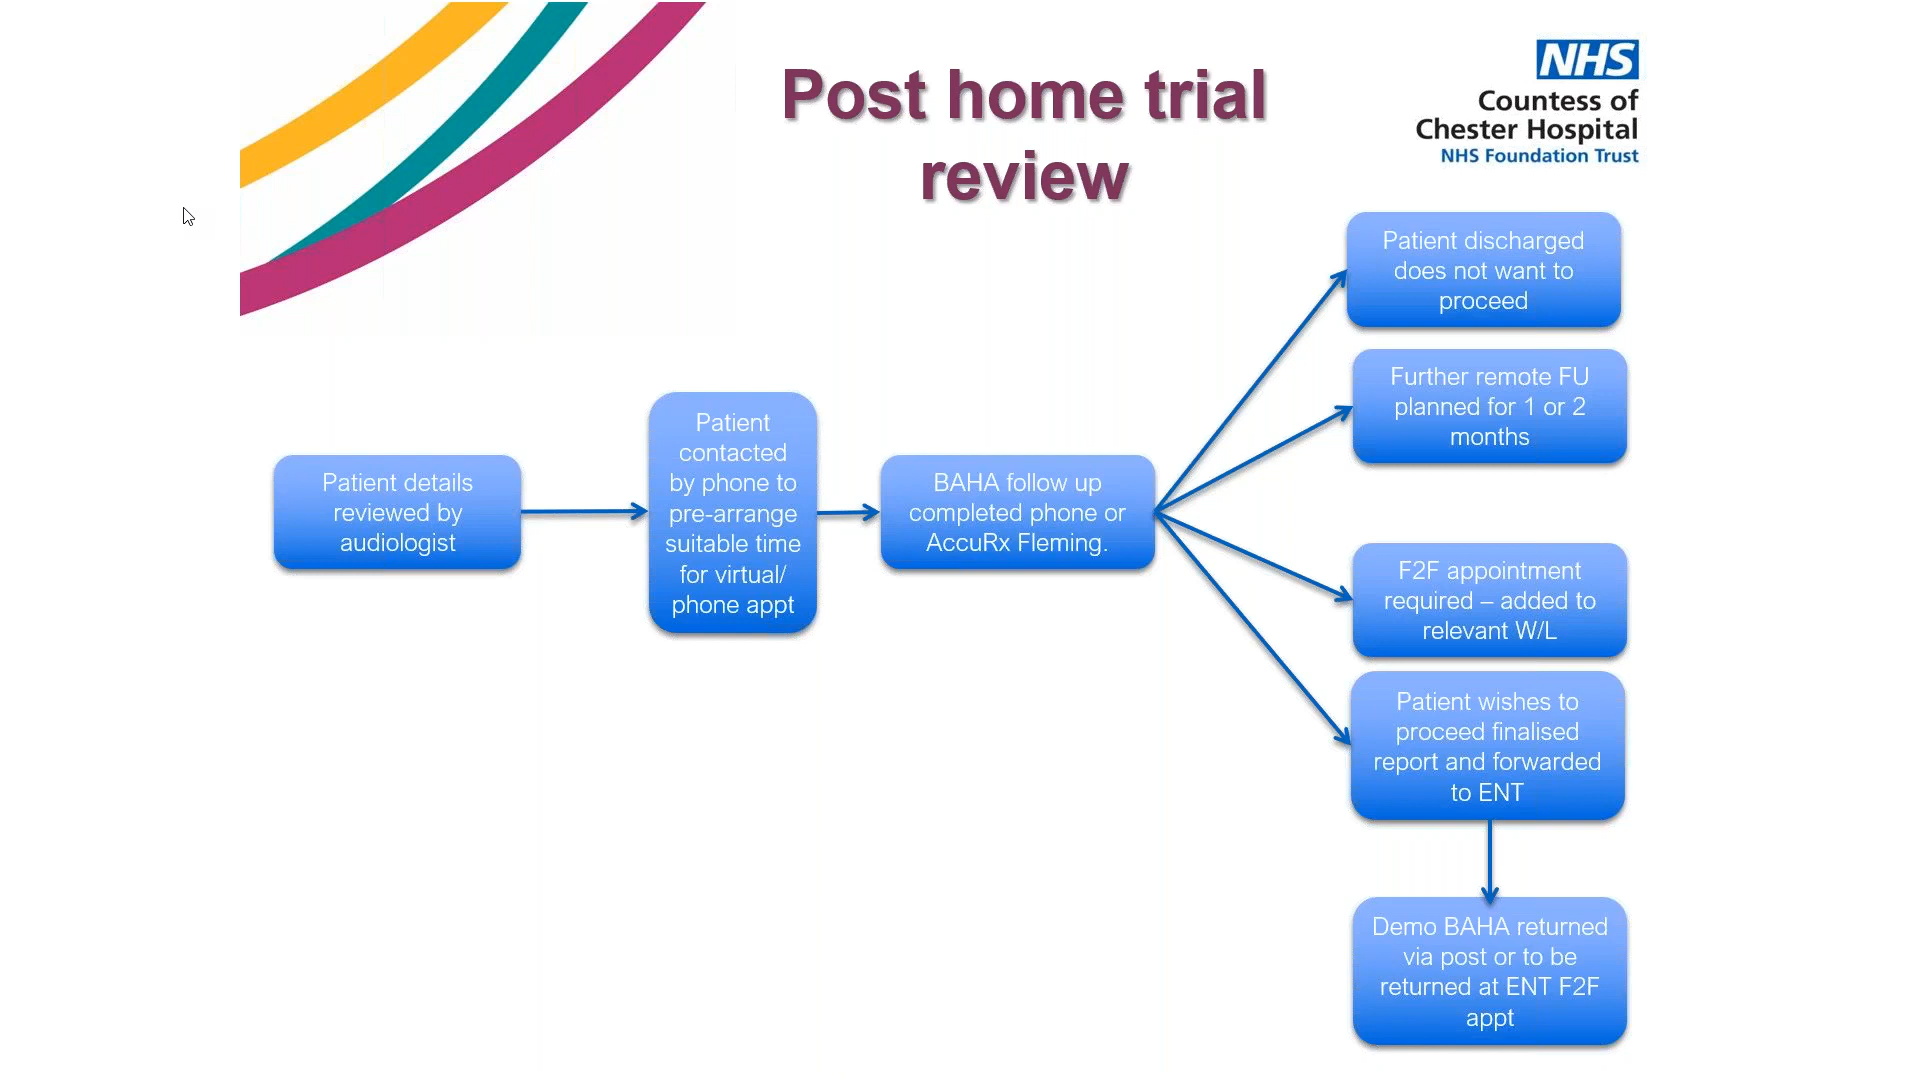 Post home trial
review
NHS
Countess of
Chester Hospital
NHS Foundation Trust
Patient details
reviewed by
audiologist
Patient
contacted
by phone to
pre-arrange
suitable time
for virtual/
phone appt
BAHA follow up
completed phone or
AccuRx Fleming.
Patient discharged
does not want to
proceed
Further remote FU
planned for 1 or 2
months
F2F appointment
required – added to
relevant W/L
Patient wishes to
proceed finalised
report and forwarded
to ENT
Demo BAHA returned
via post or to be
returned at ENT F2F
appt